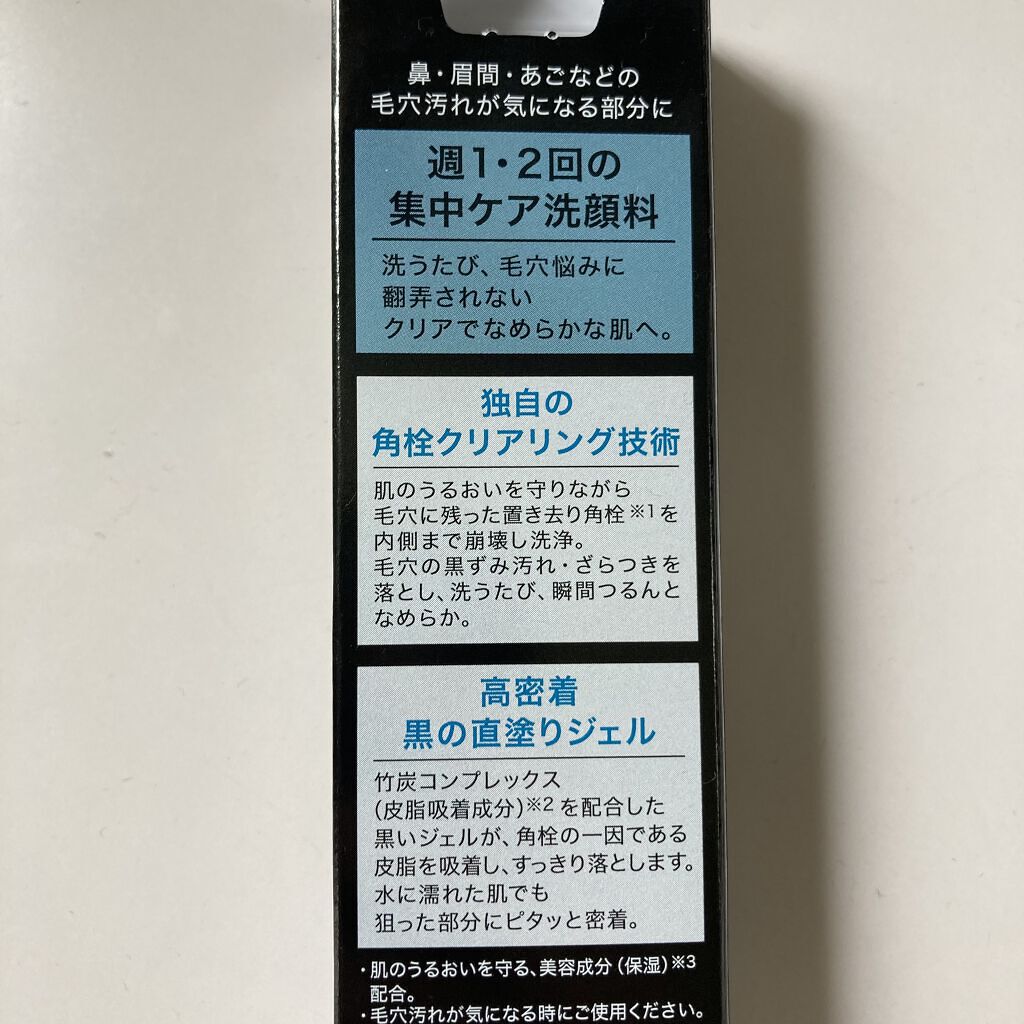 鼻・眉間・あごなどの
毛穴汚れが気になる部分に
週1・2回の
集中ケア洗顔料
洗うたび、毛穴悩みに
翻弄されない
クリアでなめらかな肌へ。
独自の
角栓クリアリング技術
肌のうるおいを守りながら
毛穴に残った置き去り角栓※1を
内側まで崩壊し洗浄。
毛穴の黒ずみ汚れ・ざらつきを
落とし、洗うたび、瞬間つるんと
なめらか。
高密着
黒の直塗りジェル
竹炭コンプレックス
(皮脂吸着成分)※2を配合した
黒いジェルが、角栓の一因である
皮脂を吸着し、すっきり落とします。
水に濡れた肌でも
狙った部分にピタッと密着。
・肌のうるおいを守る、美容成分(保湿)※3
配合。
・毛穴汚れが気になる時にご使用ください。